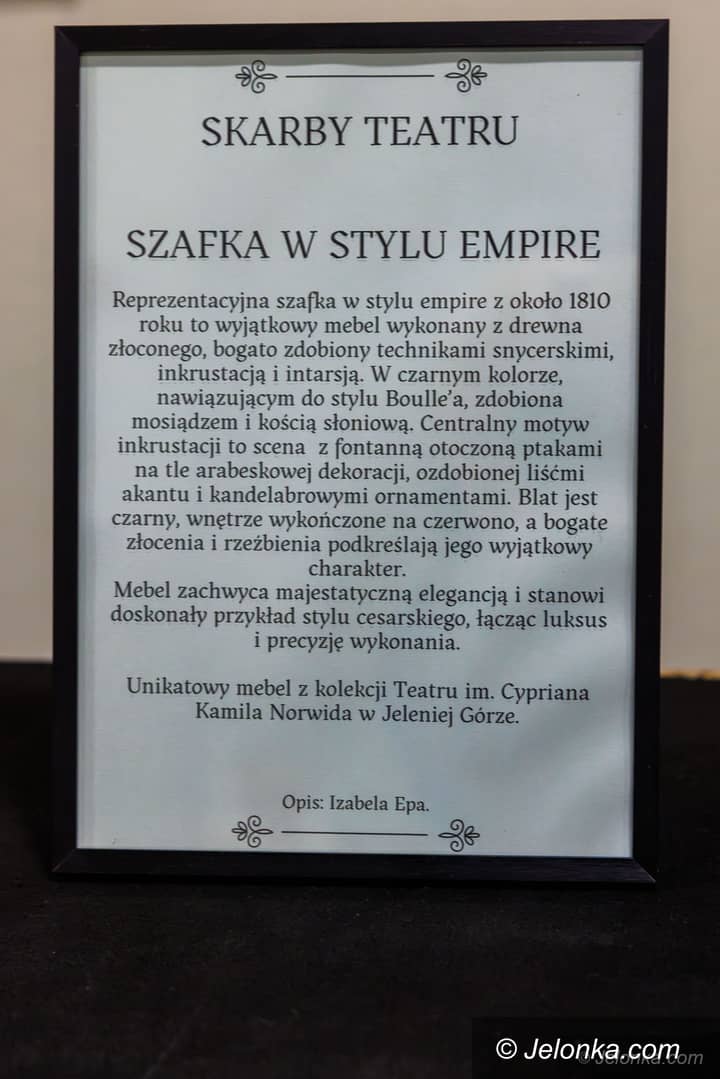 SKARBY TEATRU
SZAFKA W STYLU EMPIRE
Reprezentacyjna szafka w stylu empire z około 1810
roku to wyjątkowy mebel wykonany z drewna
złoconego, bogato zdobiony technikami snycerskimi,
inkrustacją i intarsją. W czarnym kolorze,
nawiązującym do stylu Boulle'a, zdobiona
mosiądzem i kością słoniową. Centralny motyw
inkrustacji to scena z fontanną otoczoną ptakami
na tle arabeskowej dekoracji, ozdobionej liśćmi
akantu i kandelabrowymi ornamentami. Blat jest
czarny, wnętrze wykończone na czerwono, a bogate
złocenia i rzeźbienia podkreślają jego wyjątkowy
charakter.
Mebel zachwyca majestatyczną elegancją i stanowi
doskonały przykład stylu cesarskiego, łącząc luksus
i precyzję wykonania.
Unikatowy mebel z kolekcji Teatru im. Cypriana
Kamila Norwida w Jeleniej Górze.
Opis: Izabela Epa.
© Jelonka.com
© Jelonka.com